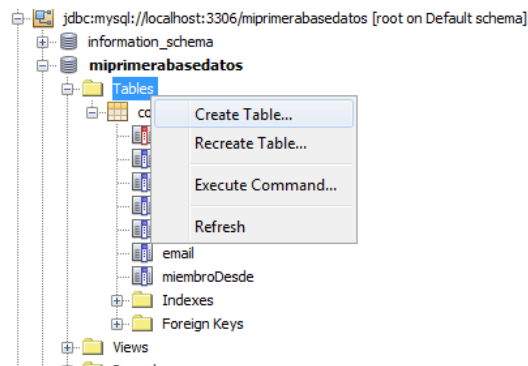 jdbc:mysql://localhost:3306/miprimerabasedatos [root on Default schema]
information_schema
miprimerabasedatos
Tables
Create Table...
Recreate Table...
Execute Command...
Refresh
email
miembroDesde
Indexes
Foreign Keys
Views